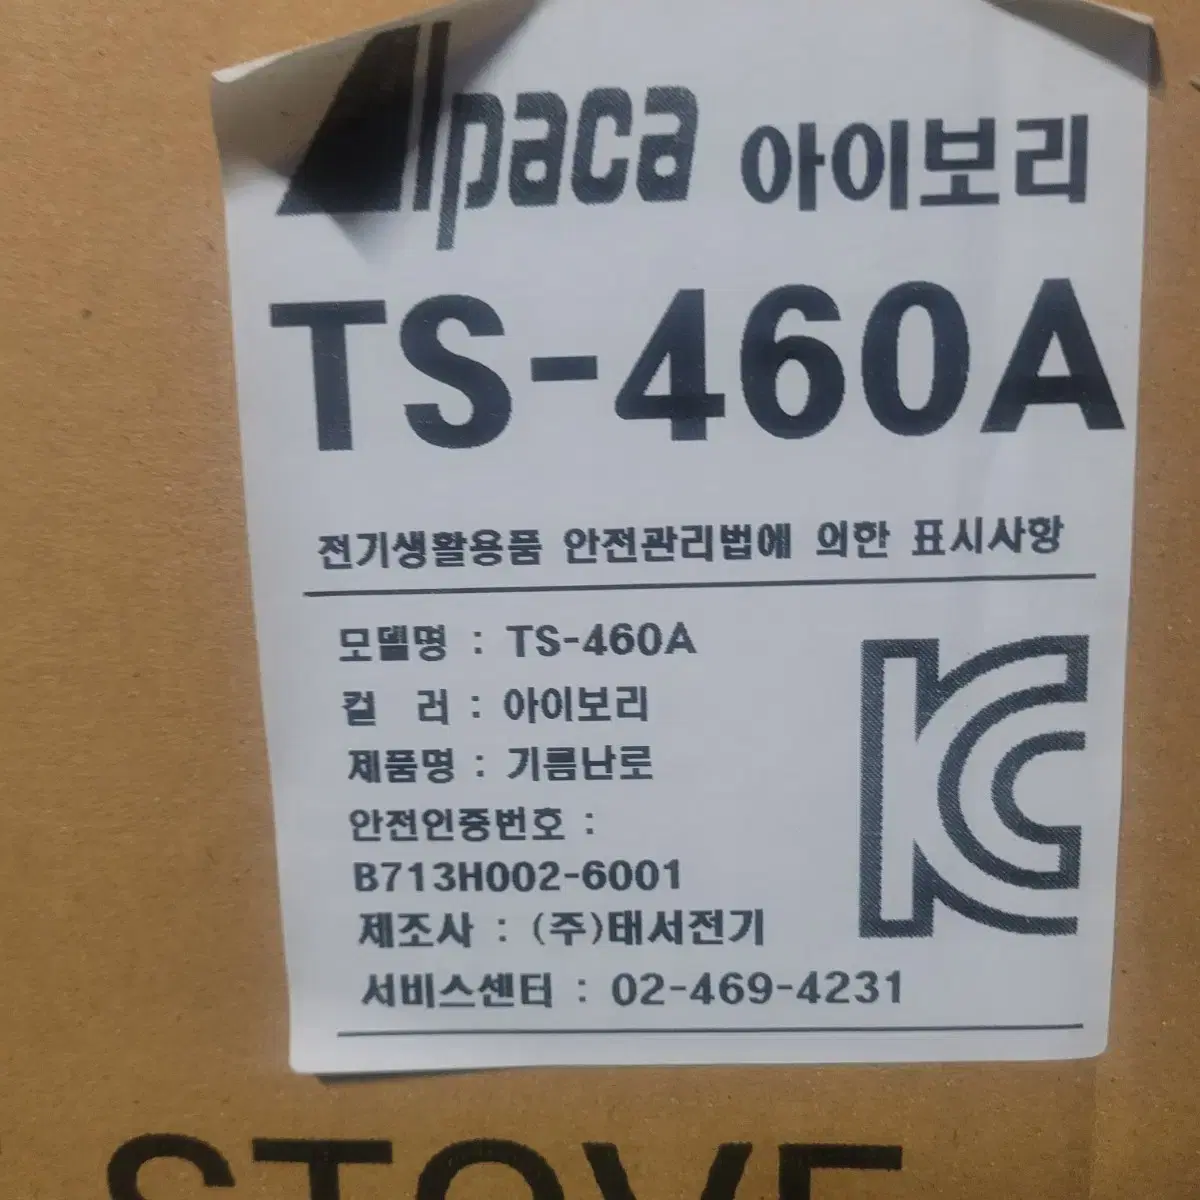 Alpaca 아이보리
TS-460A
전기생활용품 안전관리법에 의한 표시사항
모델명 : TS-460A
컬 러 : 아이보리
제품명 : 기름난로
안전인증번호 :
B713H002-6001
제조사 : (주)태서전기
서비스센터 : 02-469-4231
STOVE